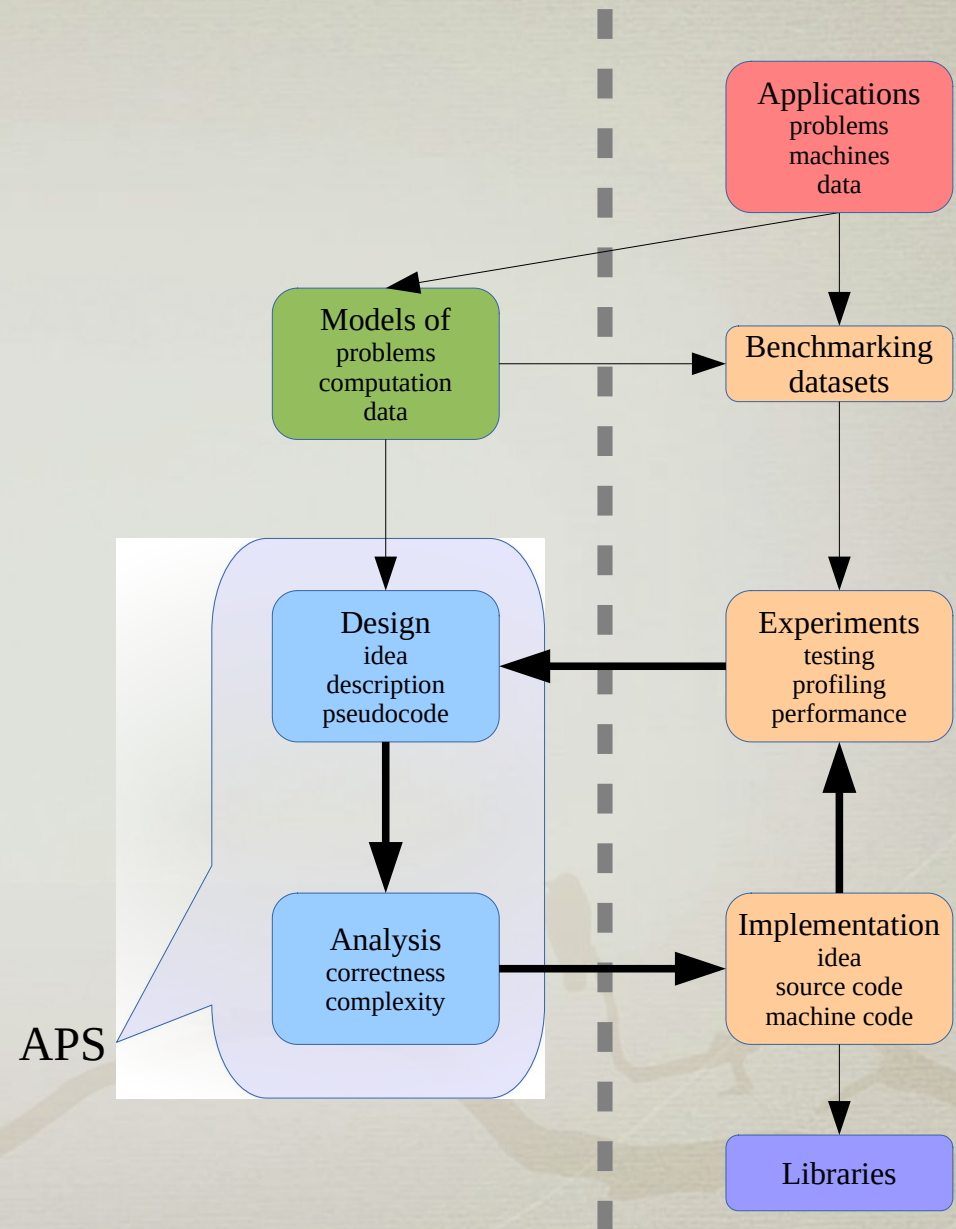 Applications
problems
machines
data
Models of
problems
computation
data
Benchmarking
datasets
Design
idea
description
pseudocode
Experiments
testing
profiling
performance
Analysis
correctness
complexity
Implementation
idea
source code
machine code
APS
Libraries